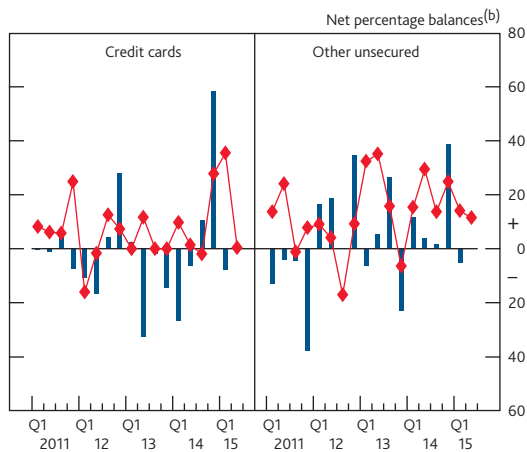 Net percentage balances(b)
Credit cards
Other unsecured
80
60
40
20
+
0
–
20
40
60
Q1 Q1 Q1 Q1 Q1
2011 12 13 14 15
Q1 Q1 Q1 Q1 Q1
2011 12 13 14 15